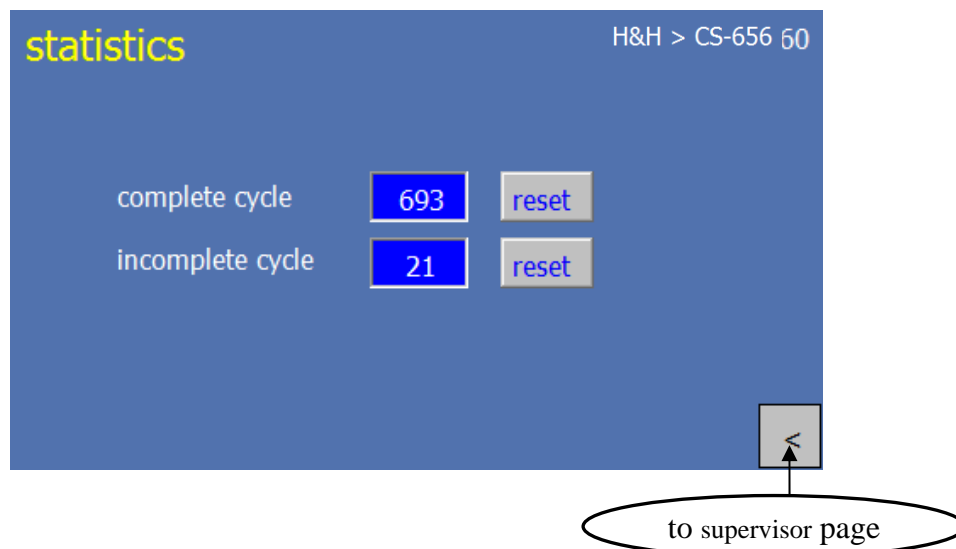 statistics
H&H > CS-656 60
complete cycle 693 reset
incomplete cycle 21 reset
<
to supervisor page